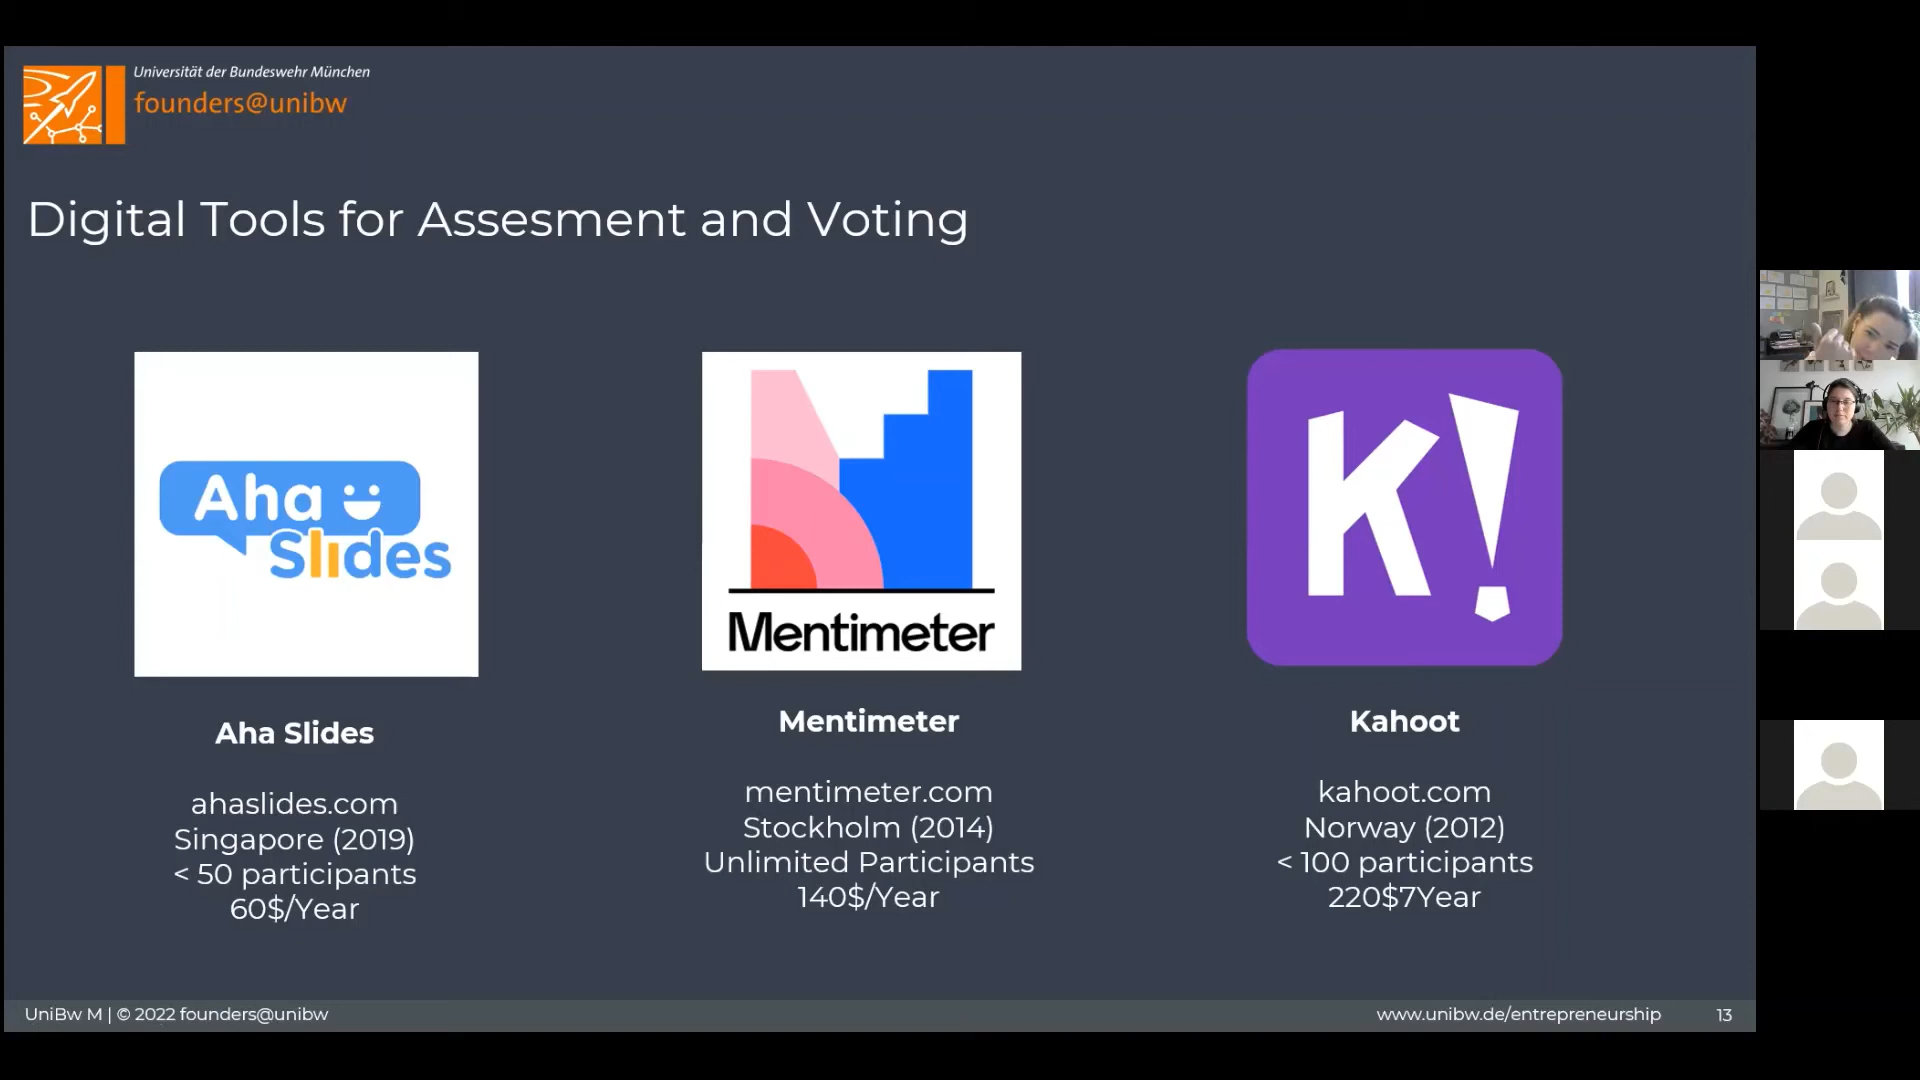 Universität der Bundeswehr München
founders@unibw
Digital Tools for Assesment and Voting
Aha
Slides
Mentimeter
K!
Aha Slides
ahaslides.com
Singapore (2019)
< 50 participants
60$/Year
Mentimeter
mentimeter.com
Stockholm (2014)
Unlimited Participants
140$/Year
Kahoot
kahoot.com
Norway (2012)
< 100 participants
220$7Year
UniBw M | © 2022 founders@unibw
www.unibw.de/entrepreneurship
13